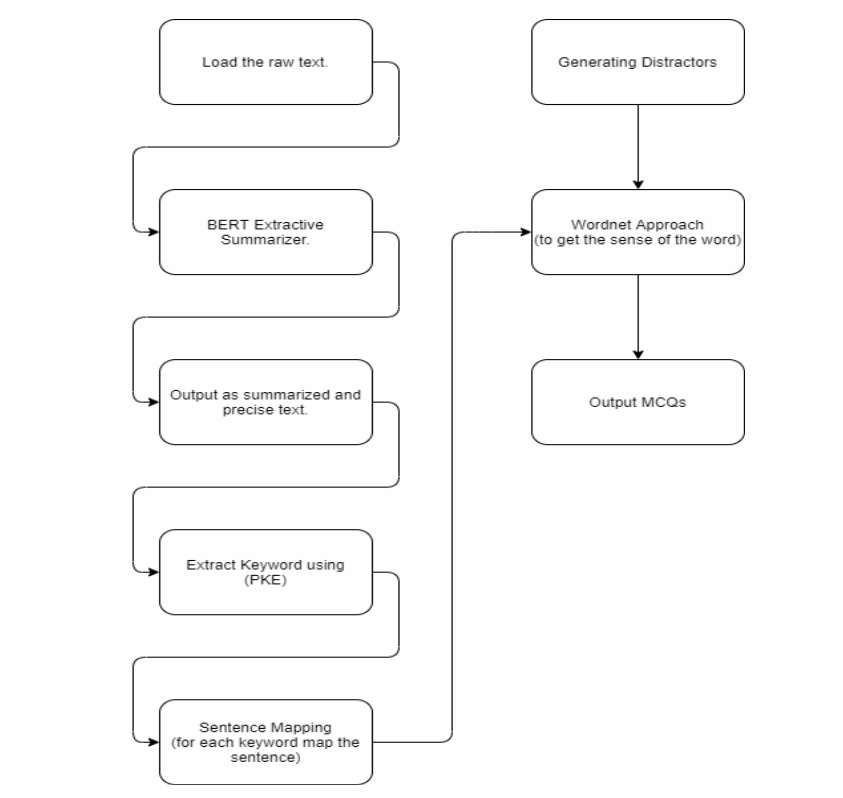 Load the raw text.
BERT Extractive
Summarizer.
Output as summarized and
precise text.
Extract Keyword using
(PKE)
Sentence Mapping
(for each keyword map the
sentence)
Generating Distractors
Wordnet Approach
(to get the sense of the word)
Output MCQs